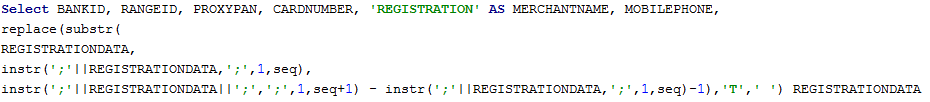 Select BANKID, RANGEID, PROXYPAN, CARDNUMBER, 'REGISTRATION' AS MERCHANTNAME, MOBILEPHONE,
replace(substr(
REGISTRATIONDATA,
instr(';'||REGISTRATIONDATA,';',1,seq),
instr(';'||REGISTRATIONDATA||';',';',1,seq+1) - instr(';'||REGISTRATIONDATA,';',1,seq)-1),'T',' ') REGISTRATIONDATA